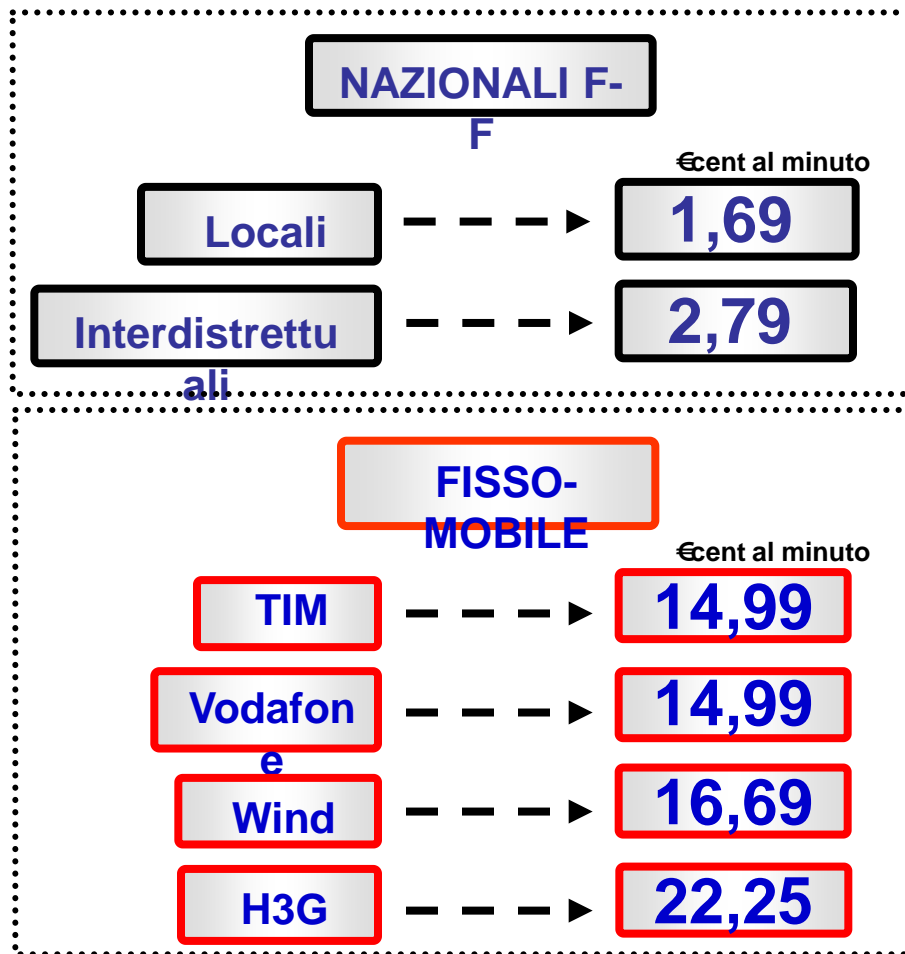 NAZIONALI F-
F
€cent al minuto
Locali
1,69
Interdistrettu
ali
2,79
FISSO-
MOBILE
€cent al minuto
TIM
14,99
Vodafon
e
14,99
Wind
16,69
H3G
22,25